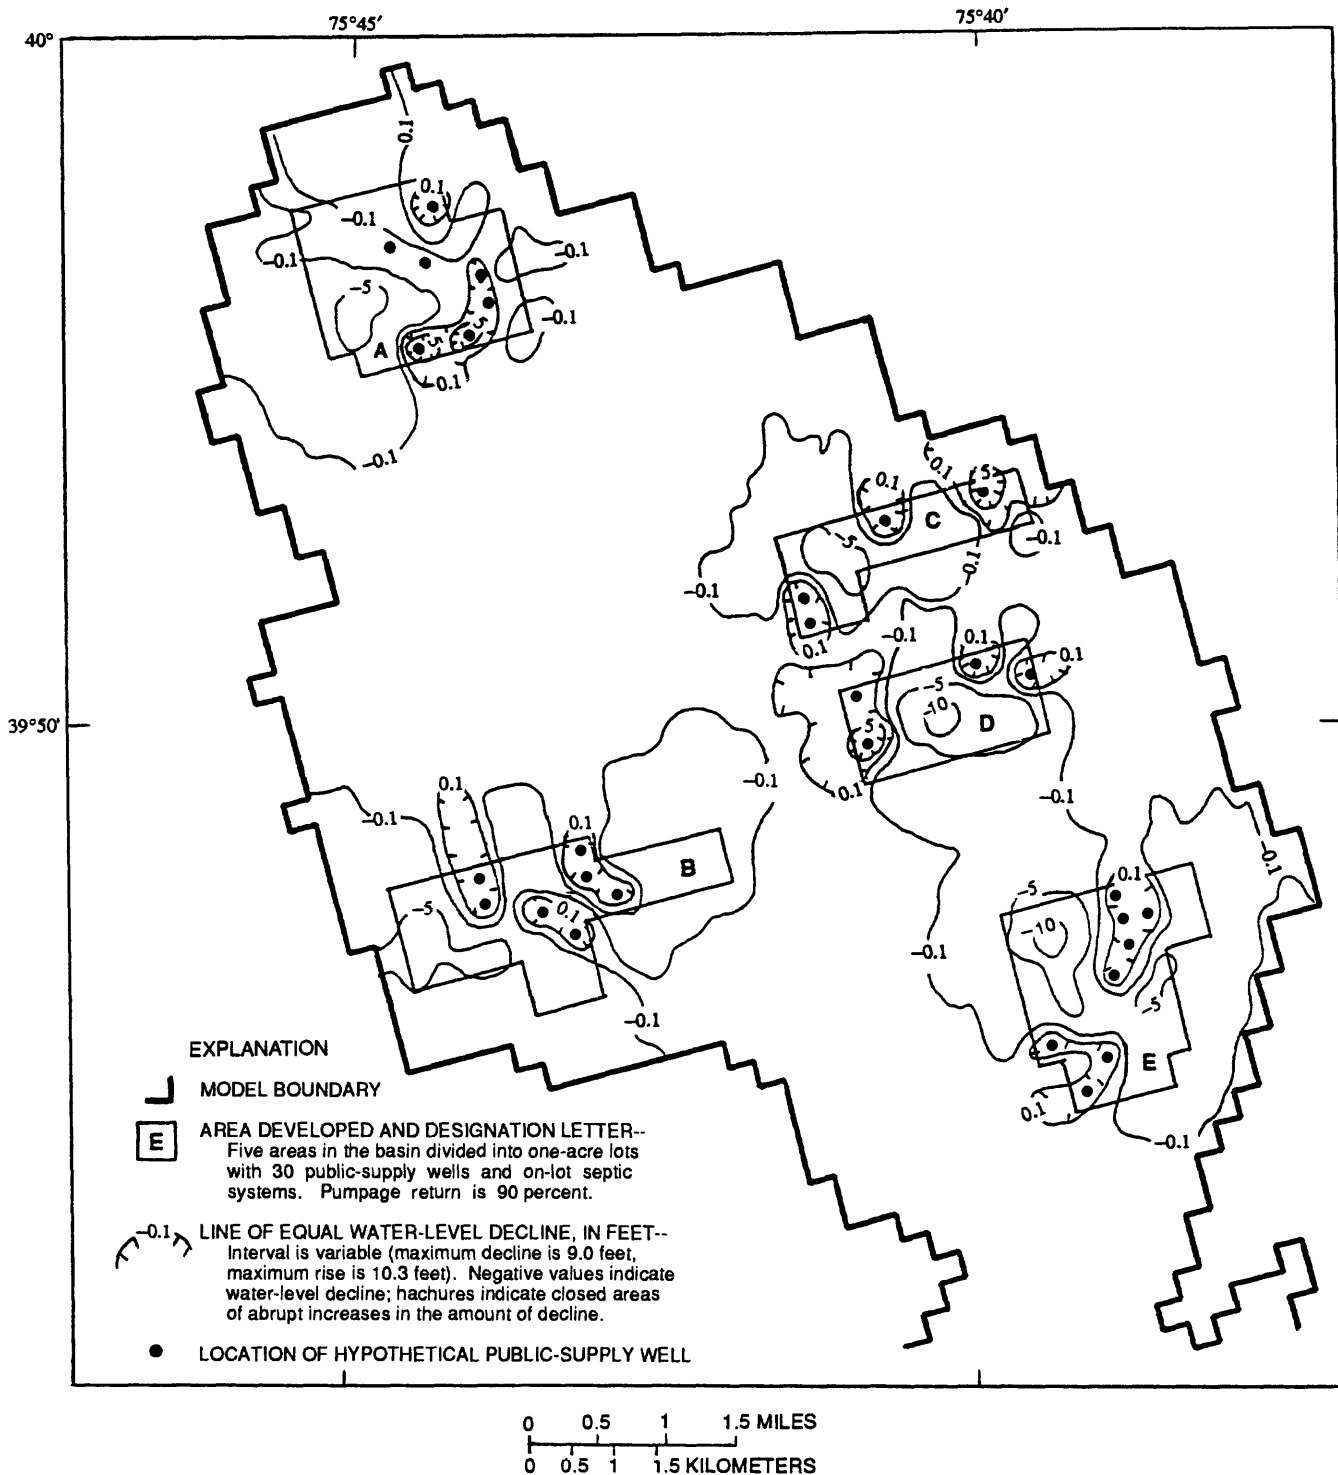 75°45′
75°40′
40°
0.1
0.1
−0.1
−0.1
−0.1
−5
−0.1
5
5
A
−0.1
−0.1
0.1
0.1
5
−5
C
−0.1
−0.1
−0.1
−0.1
0.1
0.1
0.1
−5
−10
D
5
39°50′
0.1
−0.1
0.1
−0.1
0.1
−0.1
−0.1
B
−5
0.1
0.1
−5
−10
−0.1
−5
−0.1
E
0.1
−0.1
EXPLANATION
MODEL BOUNDARY
E
AREA DEVELOPED AND DESIGNATION LETTER--
Five areas in the basin divided into one-acre lots
with 30 public-supply wells and on-lot septic
systems. Pumpage return is 90 percent.
−0.1
LINE OF EQUAL WATER-LEVEL DECLINE, IN FEET--
Interval is variable (maximum decline is 9.0 feet,
maximum rise is 10.3 feet). Negative values indicate
water-level decline; hachures indicate closed areas
of abrupt increases in the amount of decline.
LOCATION OF HYPOTHETICAL PUBLIC-SUPPLY WELL
0 0.5 1 1.5 MILES
0 0.5 1 1.5 KILOMETERS